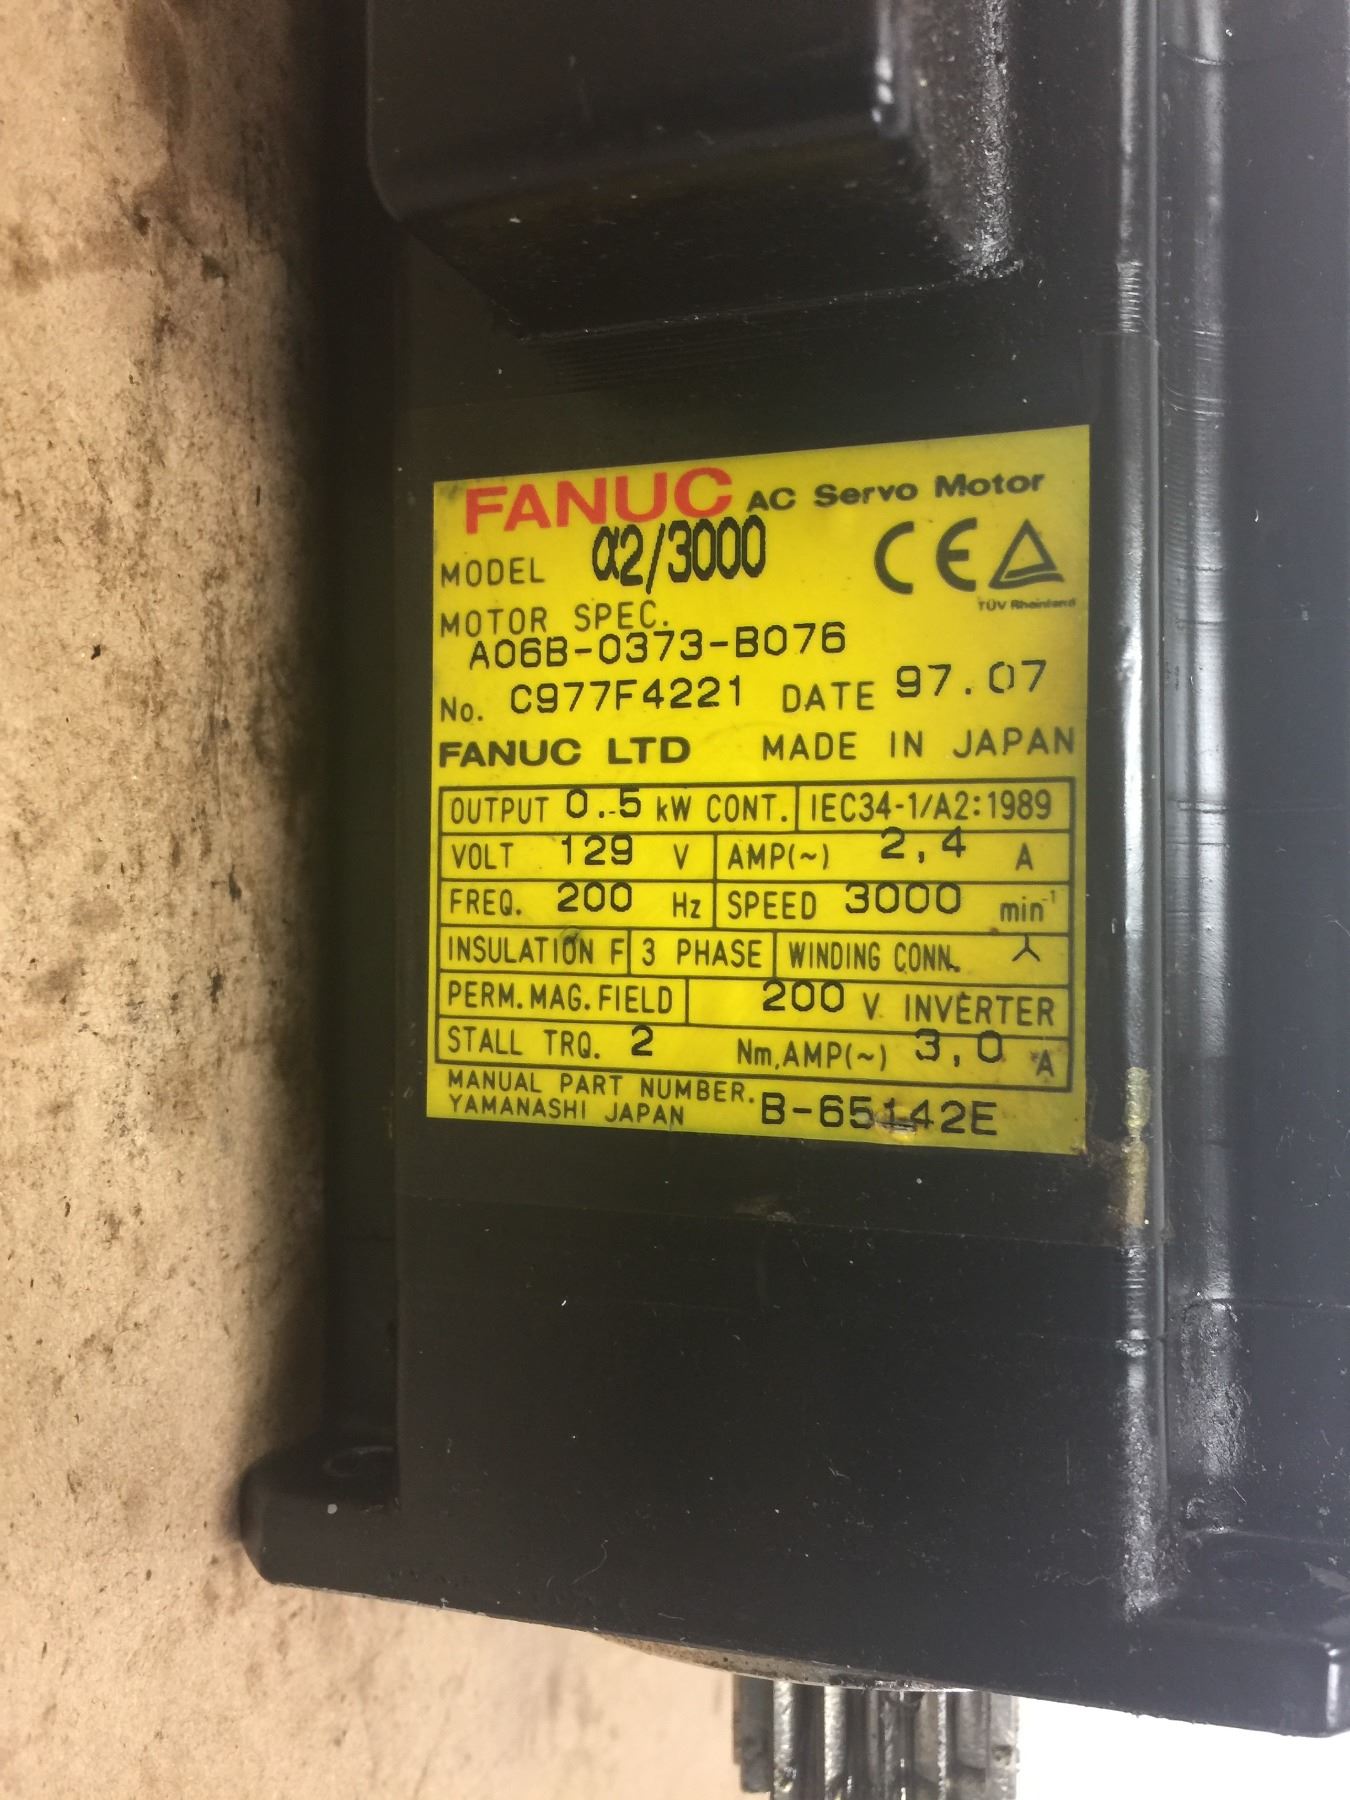 FANUC AC Servo Motor
MODEL α2/3000 CE
TÜV Rheinland
MOTOR SPEC.
A06B-0373-B076
No. C977F4221 DATE 97.07
FANUC LTD MADE IN JAPAN
OUTPUT 0.5 kW CONT. IEC34-1/A2:1989
VOLT 129 V AMP(~) 2,4 A
FREQ. 200 Hz SPEED 3000 min⁻¹
INSULATION F 3 PHASE WINDING CONN.
PERM.MAG.FIELD 200 V INVERTER
STALL TRQ. 2 Nm,AMP(~) 3,0 A
MANUAL PART NUMBER. B-65142E
YAMANASHI JAPAN